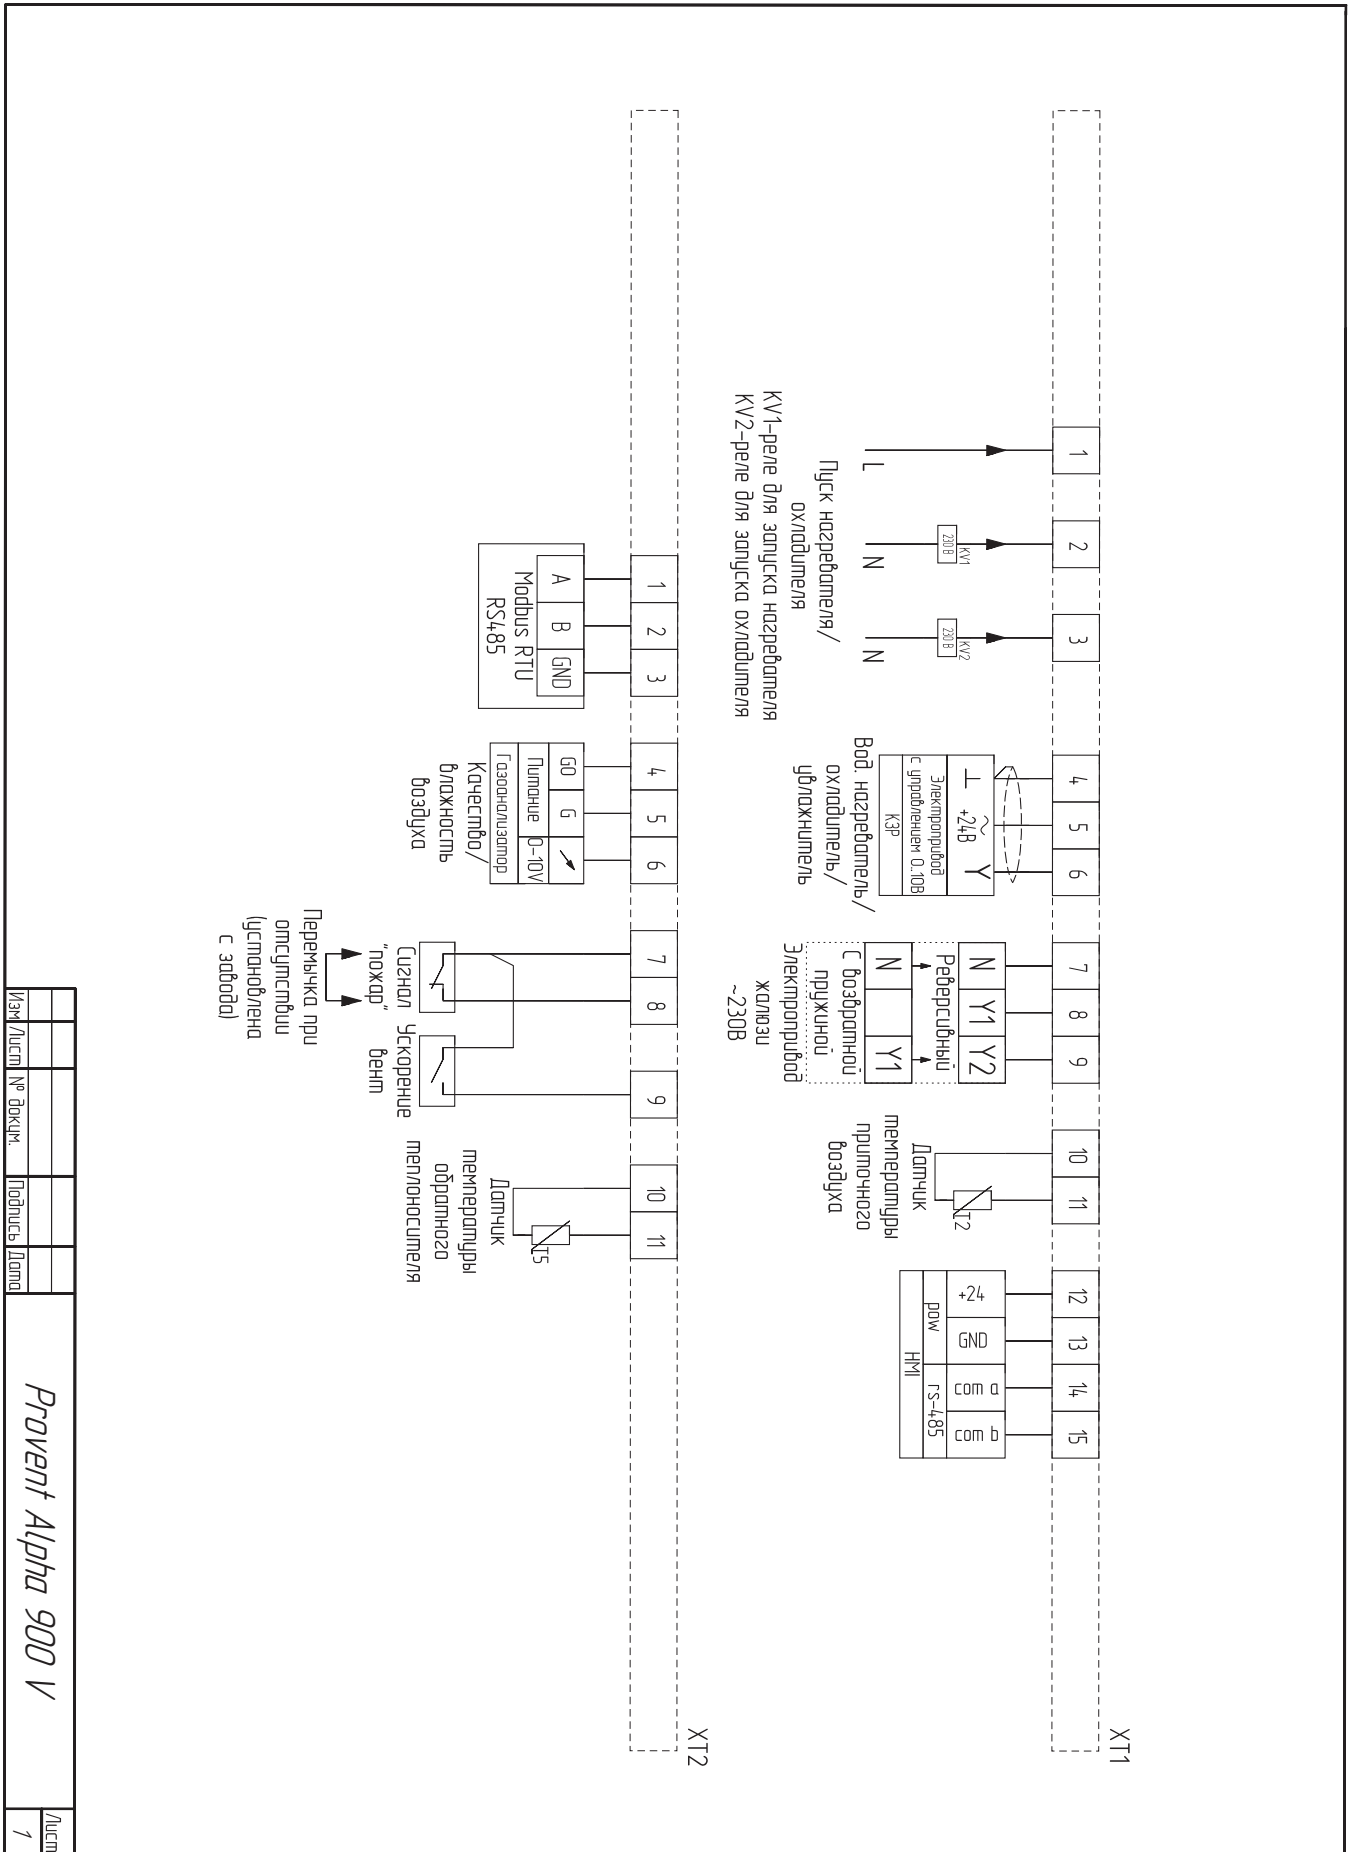 XT1
1
2
3
4
5
6
7
8
9
10
11
12
13
14
15
L
N
N
KV1
230 В
KV2
230 В
Пуск нагревателя/
охладителя
KV1-реле для запуска нагревателя
KV2-реле для запуска охладителя
⊥ ~ +24В Y
Электропривод
с управлением 0..10В
КЗР
Вод. нагреватель/
охладитель/
увлажнитель
N Y1 Y2
Реверсивный
N Y1
С возвратной
пружиной
Электропривод
жалюзи
~230В
T2
Датчик
температуры
приточного
воздуха
+24 GND com a com b
pow rs-485
HMI
XT2
1
2
3
4
5
6
7
8
9
10
11
A B GND
Modbus RTU
RS485
G0 G
Питание 0-10V
Газоанализатор
Качество/
влажность
воздуха
Сигнал
"пожар"
Ускорение
вент
Перемычка при
отсутствии
(установлена
с завода)
T5
Датчик
температуры
обратного
теплоносителя
Изм Лист № докум. Подпись Дата
Provent Alpha 900 V
Лист
1